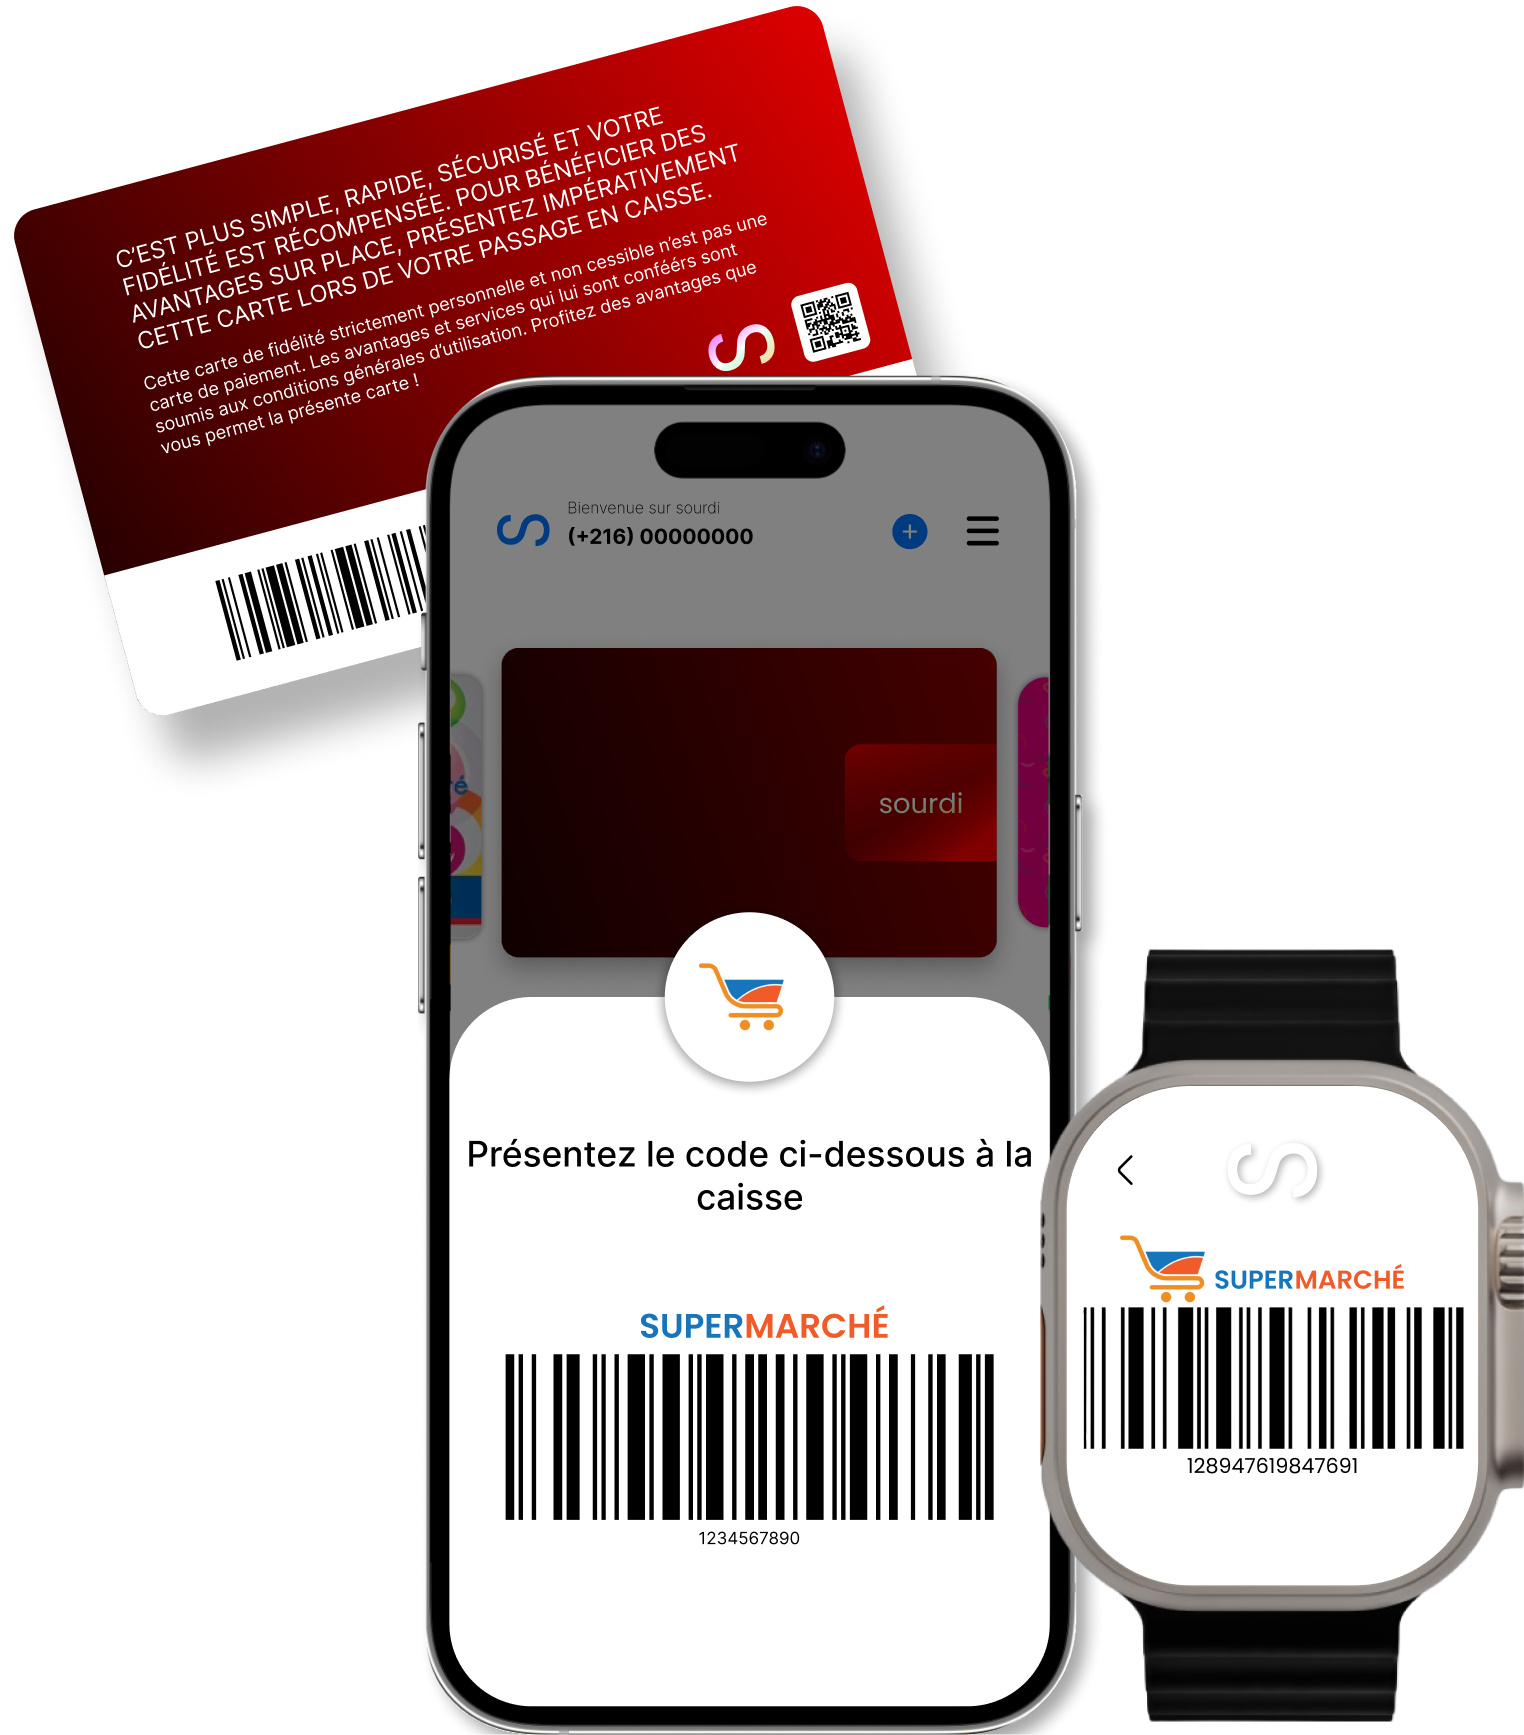 C'EST PLUS SIMPLE, RAPIDE, SÉCURISÉ ET VOTRE
FIDÉLITÉ EST RÉCOMPENSÉE. POUR BÉNÉFICIER DES
AVANTAGES SUR PLACE, PRÉSENTEZ IMPÉRATIVEMENT
CETTE CARTE LORS DE VOTRE PASSAGE EN CAISSE.
Cette carte de fidélité strictement personnelle et non cessible n'est pas une
carte de paiement. Les avantages et services qui lui sont conféérs sont
soumis aux conditions générales d'utilisation. Profitez des avantages que
vous permet la présente carte !
Bienvenue sur sourdi
(+216) 00000000
é
sourdi
Présentez le code ci-dessous à la
caisse
SUPERMARCHÉ
1234567890
SUPERMARCHÉ
128947619847691